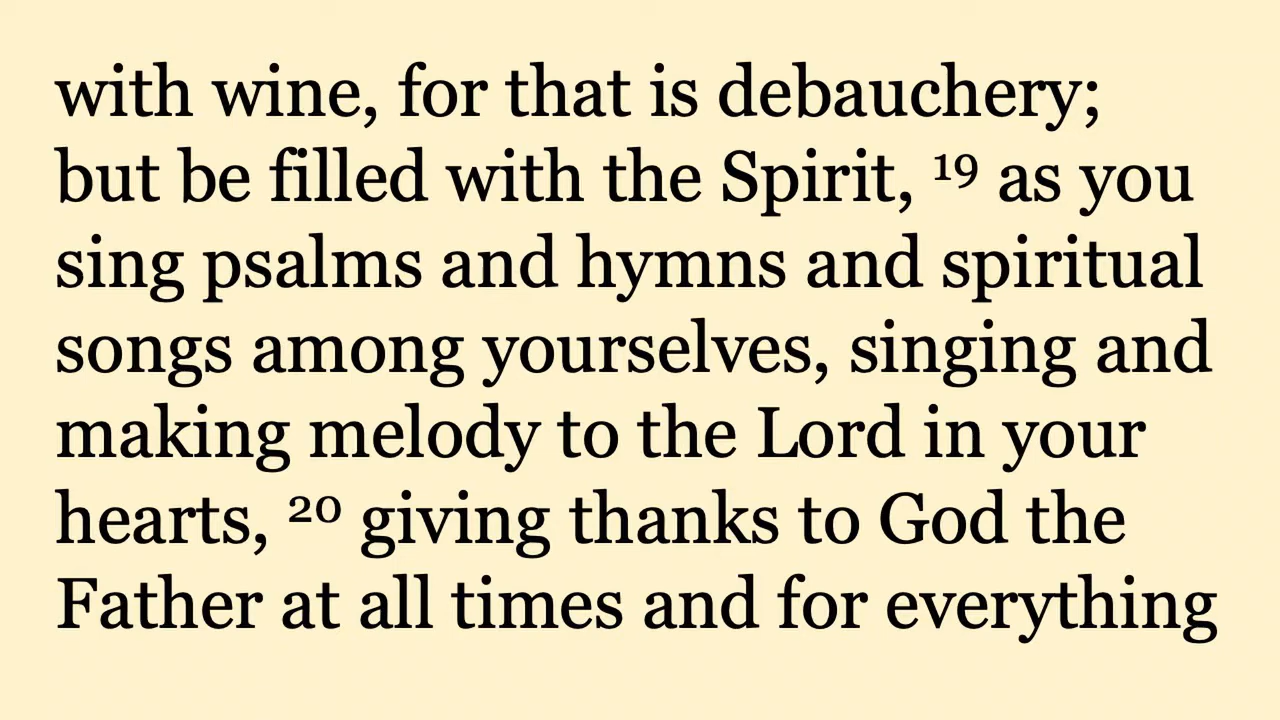 with wine, for that is debauchery;
but be filled with the Spirit, ¹⁹ as you
sing psalms and hymns and spiritual
songs among yourselves, singing and
making melody to the Lord in your
hearts, ²⁰ giving thanks to God the
Father at all times and for everything